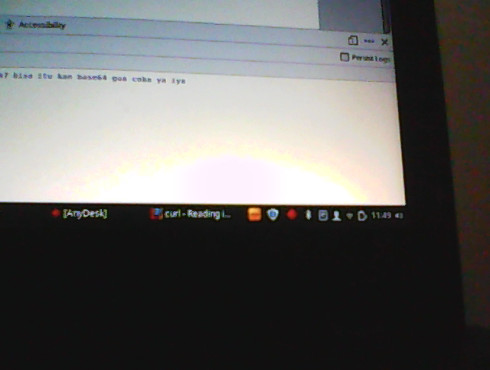 Accessibility
Persist Logs
bisa itu kan base64 gua coba ya iya
[AnyDesk]
curl - Reading i...
11.49